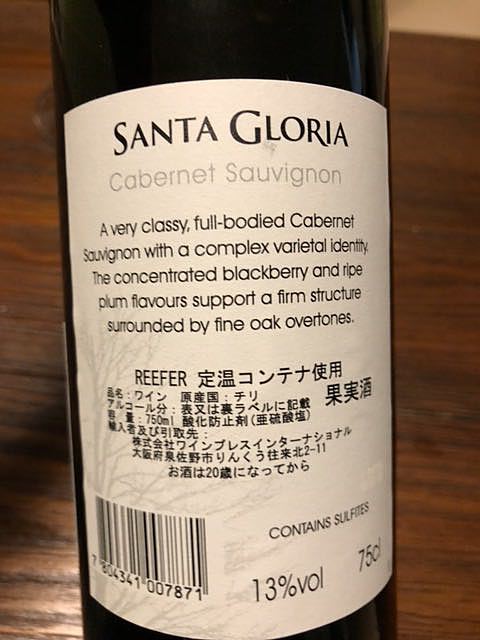 SANTA GLORIA
Cabernet Sauvignon
A very classy, full-bodied Cabernet
Sauvignon with a complex varietal identity.
The concentrated blackberry and ripe
plum flavours support a firm structure
surrounded by fine oak overtones.
REEFER 定温コンテナ使用
品名：ワイン 原産国：チリ 果実酒
アルコール分：表又は裏ラベルに記載
容量：750ml 酸化防止剤(亜硫酸塩)
輸入者及び引取先：
株式会社ワインプレスインターナショナル
大阪府泉佐野市りんくう往来北2-11
お酒は20歳になってから
CONTAINS SULFITES
7 804341 007871
13%vol 75cl